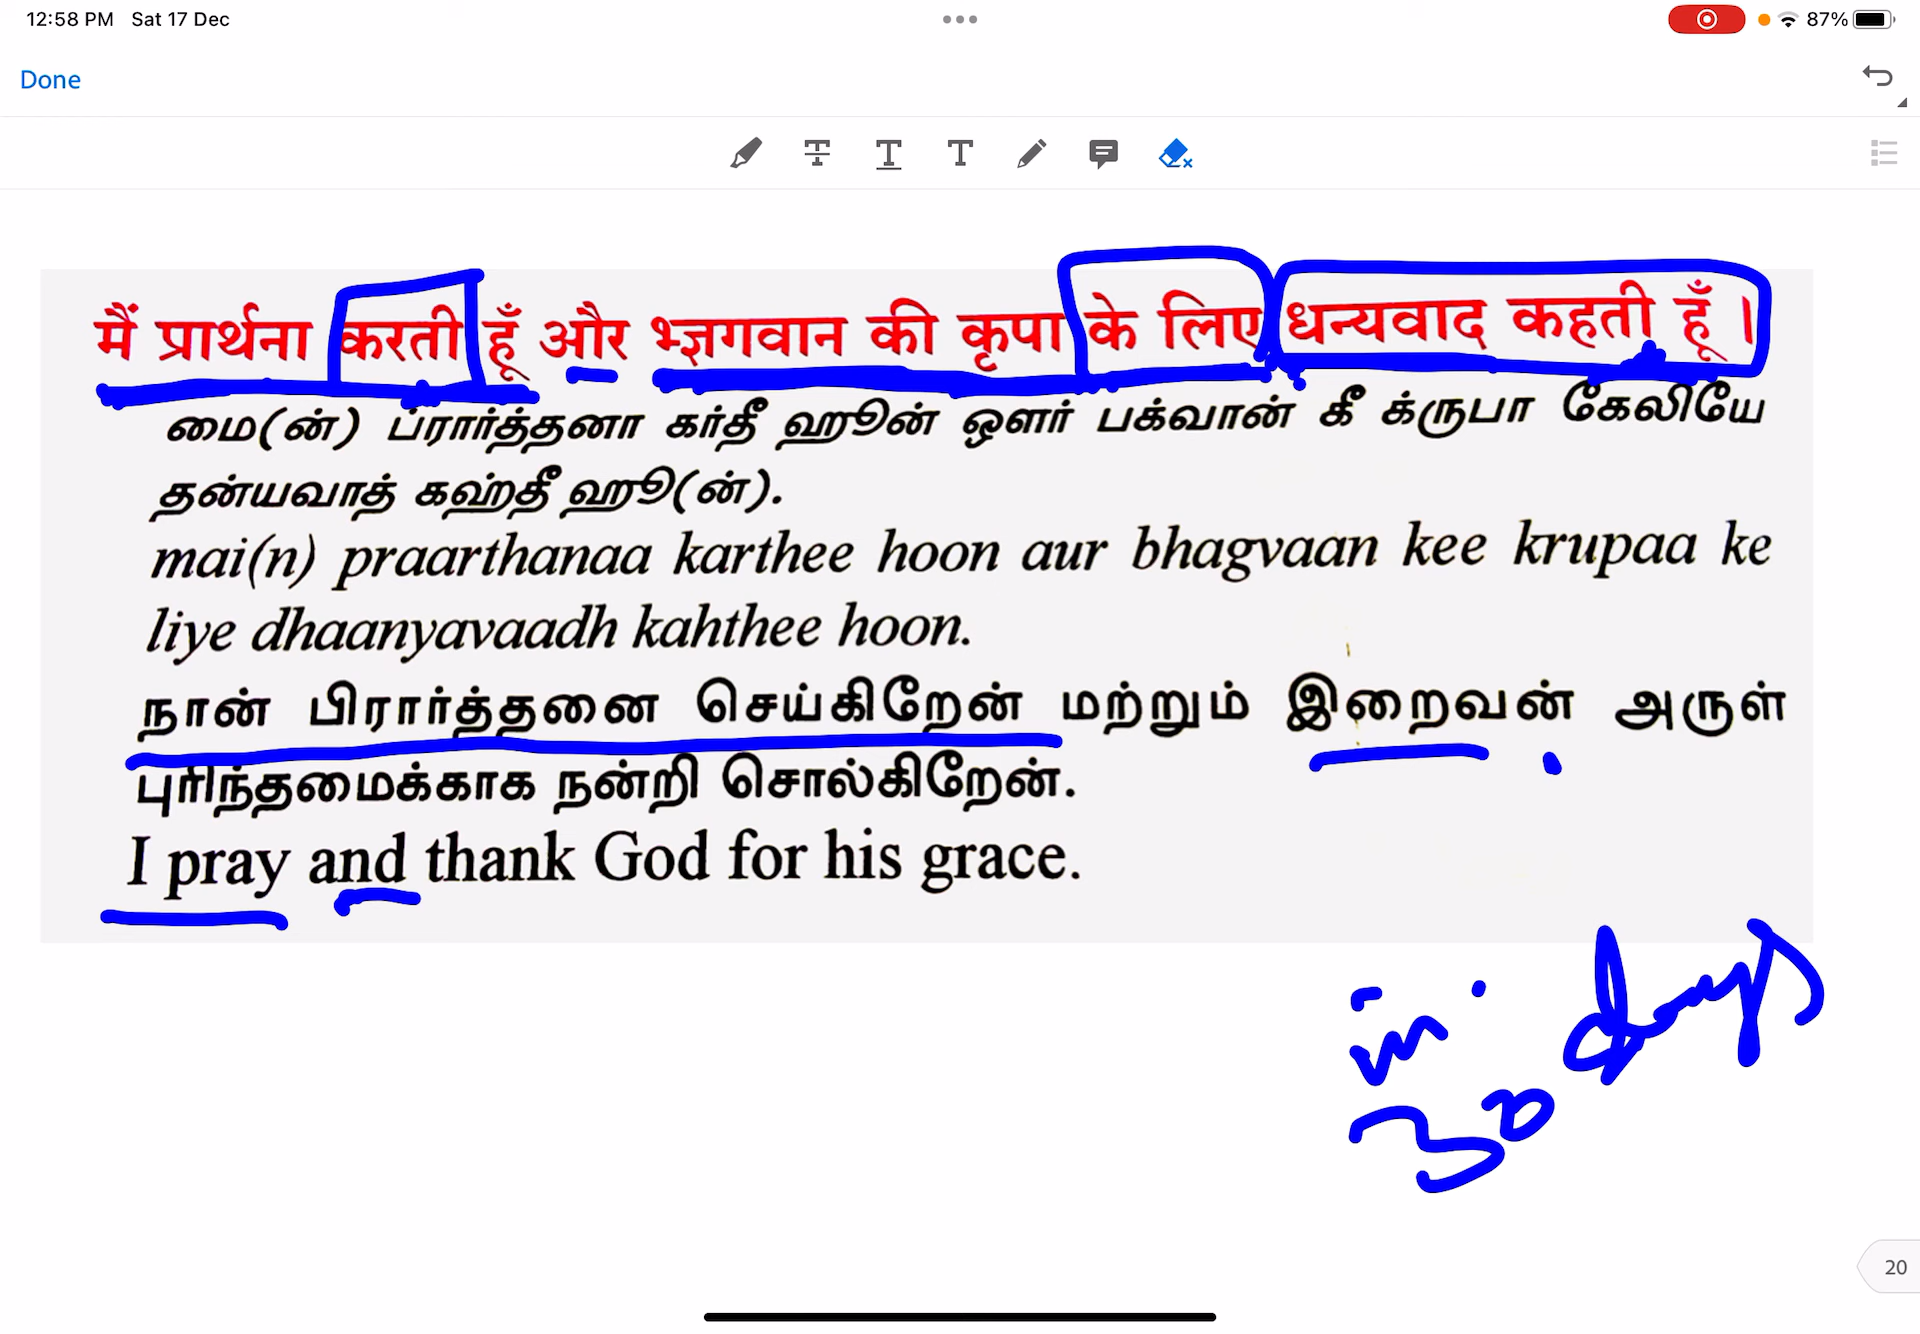 12:58 PM Sat 17 Dec
87%
Done
मैं प्रार्थना करती हूँ और भ्ज्ञगवान की कृपा के लिए धन्यवाद कहती हूँ ।
மை(ன்) ப்ரார்த்தனா கர்தீ ஹூன் ஔர் பக்வான் கீ க்ருபா கேலியே
தன்யவாத் கஹ்தீ ஹூ(ன்).
mai(n) praarthanaa karthee hoon aur bhagvaan kee krupaa ke
liye dhaanyavaadh kahthee hoon.
நான் பிரார்த்தனை செய்கிறேன் மற்றும் இறைவன் அருள்
புரிந்தமைக்காக நன்றி சொல்கிறேன்.
I pray and thank God for his grace.
in
30 days
20